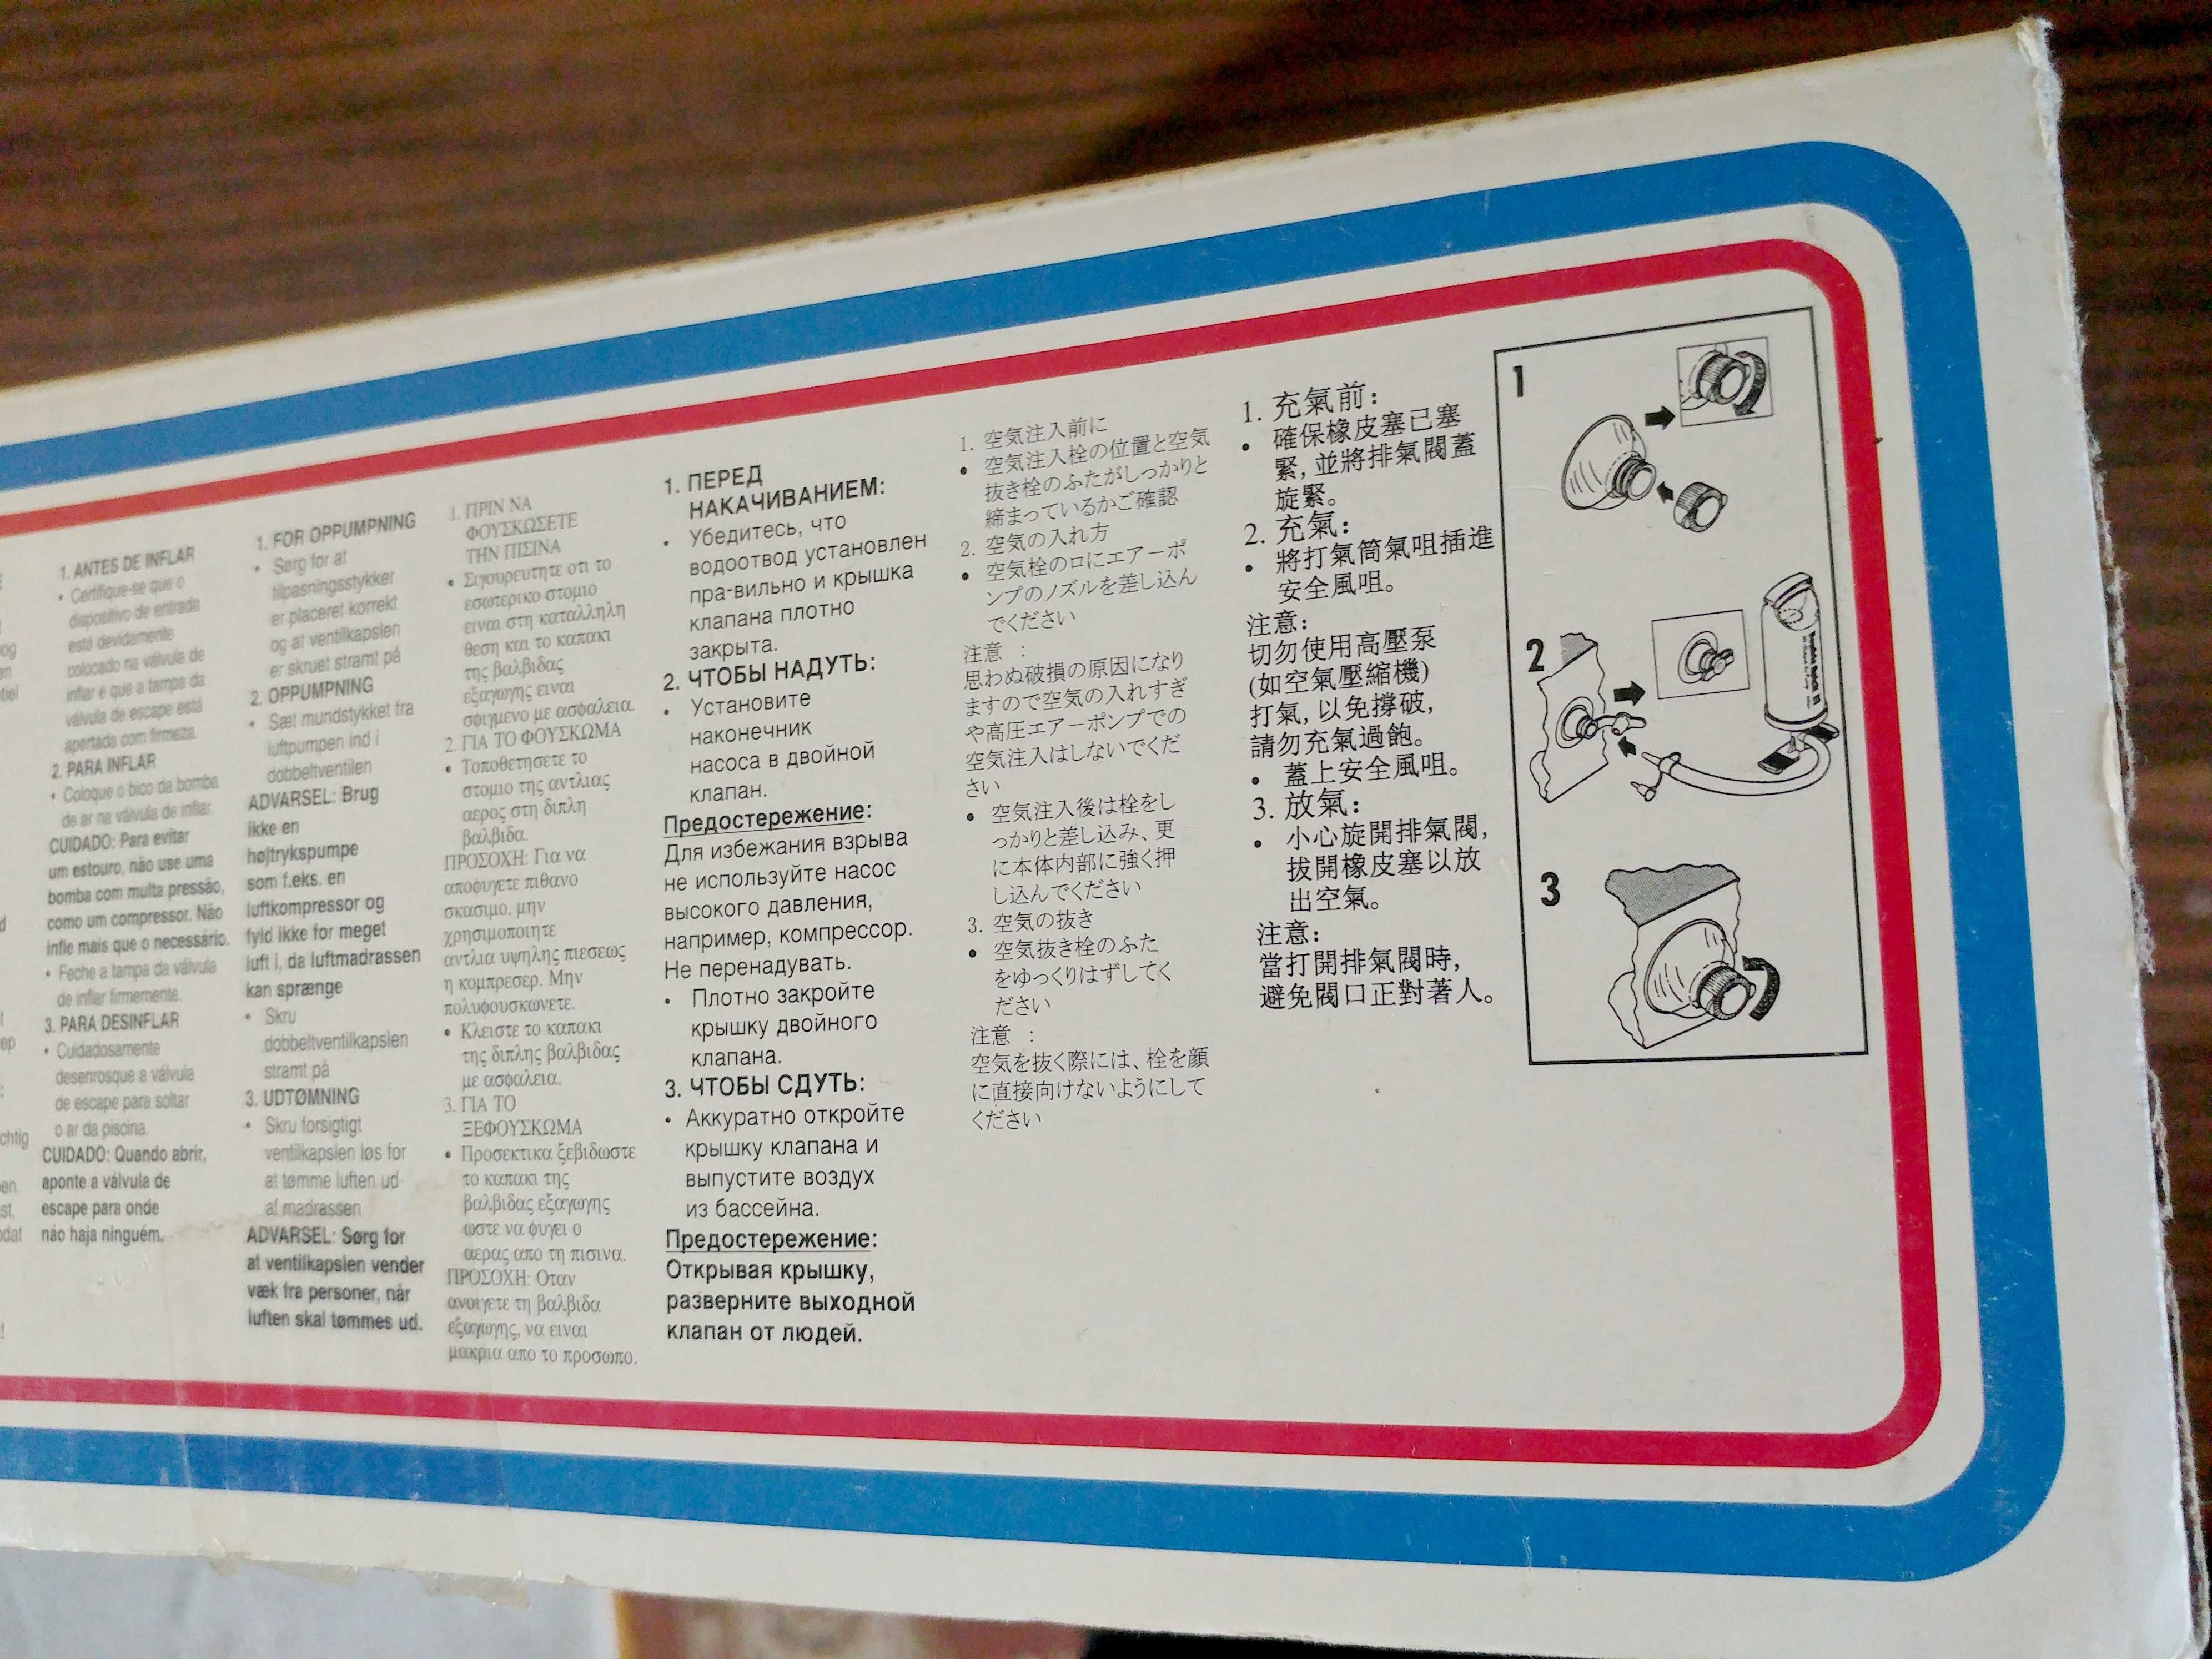 1. ANTES DE INFLAR
• Certifique-se que o
dispositivo de entrada
está devidamente
colocado na válvula de
inflar e que a tampa da
válvula de escape está
apertada com firmeza.
2. PARA INFLAR
• Coloque o bico da bomba
de ar na válvula de inflar.
CUIDADO: Para evitar
um estouro, não use uma
bomba com multa pressão,
como um compressor. Não
infle mais que o necessário.
• Feche a tampa da válvula
de inflar firmemente.
3. PARA DESINFLAR
• Cuidadosamente
desenrosque a válvula
de escape para soltar
o ar da piscina.
CUIDADO: Quando abrir,
aponte a válvula de
escape para onde
não haja ninguém.
1. FOR OPPUMPNING
• Sørg for at
tilpasningsstykker
er placeret korrekt
og at ventilkapslen
er skruet stramt på
2. OPPUMPNING
• Sæt mundstykket fra
luftpumpen ind i
dobbeltventilen
ADVARSEL: Brug
ikke en
højtrykspumpe
som f.eks. en
luftkompressor og
fyld ikke for meget
luft i, da luftmadrassen
kan sprænge
• Skru
dobbeltventilkapslen
stramt på
3. UDTØMNING
• Skru forsigtigt
ventilkapslen løs for
at tømme luften ud
af madrassen
ADVARSEL: Sørg for
at ventilkapslen vender
væk fra personer, når
luften skal tømmes ud.
1. ΠΡΙΝ ΝΑ
ΦΟΥΣΚΩΣΕΤΕ
ΤΗΝ ΠΙΣΙΝΑ
• Σιγουρευτητε οτι το
εσωτερικο στομιο
ειναι στη καταλληλη
θεση και το καπακι
της βαλβιδας
εξαγωγης ειναι
σφιγμενο με ασφαλεια.
2. ΓΙΑ ΤΟ ΦΟΥΣΚΩΜΑ
• Τοποθετησετε το
στομιο της αντλιας
αερος στη διπλη
βαλβιδα.
ΠΡΟΣΟΧΗ: Για να
αποφυγετε πιθανο
σκασιμο, μην
χρησιμοποιητε
αντλια υψηλης πιεσεως
η κομπρεσερ. Μην
πολυφουσκωνετε.
• Κλειστε το καπακι
της διπλης βαλβιδας
με ασφαλεια.
3. ΓΙΑ ΤΟ
ΞΕΦΟΥΣΚΩΜΑ
• Προσεκτικα ξεβιδωστε
το καπακι της
βαλβιδας εξαγωγης
ωστε να φυγει ο
αερας απο τη πισινα.
ΠΡΟΣΟΧΗ: Οταν
ανοιγετε τη βαλβιδα
εξαγωγης, να ειναι
μακρια απο το προσωπο.
1. ПЕРЕД
НАКАЧИВАНИЕМ:
• Убедитесь, что
водоотвод установлен
пра-вильно и крышка
клапана плотно
закрыта.
2. ЧТОБЫ НАДУТЬ:
• Установите
наконечник
насоса в двойной
клапан.
Предостережение:
Для избежания взрыва
не используйте насос
высокого давления,
например, компрессор.
Не перенадувать.
• Плотно закройте
крышку двойного
клапана.
3. ЧТОБЫ СДУТЬ:
• Аккуратно откройте
крышку клапана и
выпустите воздух
из бассейна.
Предостережение:
Открывая крышку,
разверните выходной
клапан от людей.
1. 空気注入前に
• 空気注入栓の位置と空気
抜き栓のふたがしっかりと
締まっているかご確認
2. 空気の入れ方
• 空気栓の口にエアーポ
ンプのノズルを差し込ん
でください
注意 :
思わぬ破損の原因になり
ますので空気の入れすぎ
や高圧エアーポンプでの
空気注入はしないでくだ
さい
• 空気注入後は栓をし
っかりと差し込み、更
に本体内部に強く押
し込んでください
3. 空気の抜き
• 空気抜き栓のふた
をゆっくりはずしてく
ださい
注意 :
空気を抜く際には、栓を顔
に直接向けないようにして
ください
1. 充氣前:
• 確保橡皮塞已塞
緊, 並將排氣閥蓋
旋緊。
2. 充氣:
• 將打氣筒氣咀插進
安全風咀。
注意:
切勿使用高壓泵
(如空氣壓縮機)
打氣, 以免撐破,
請勿充氣過飽。
• 蓋上安全風咀。
3. 放氣:
• 小心旋開排氣閥,
拔開橡皮塞以放
出空氣。
注意:
當打開排氣閥時,
避免閥口正對著人。
1
2
3